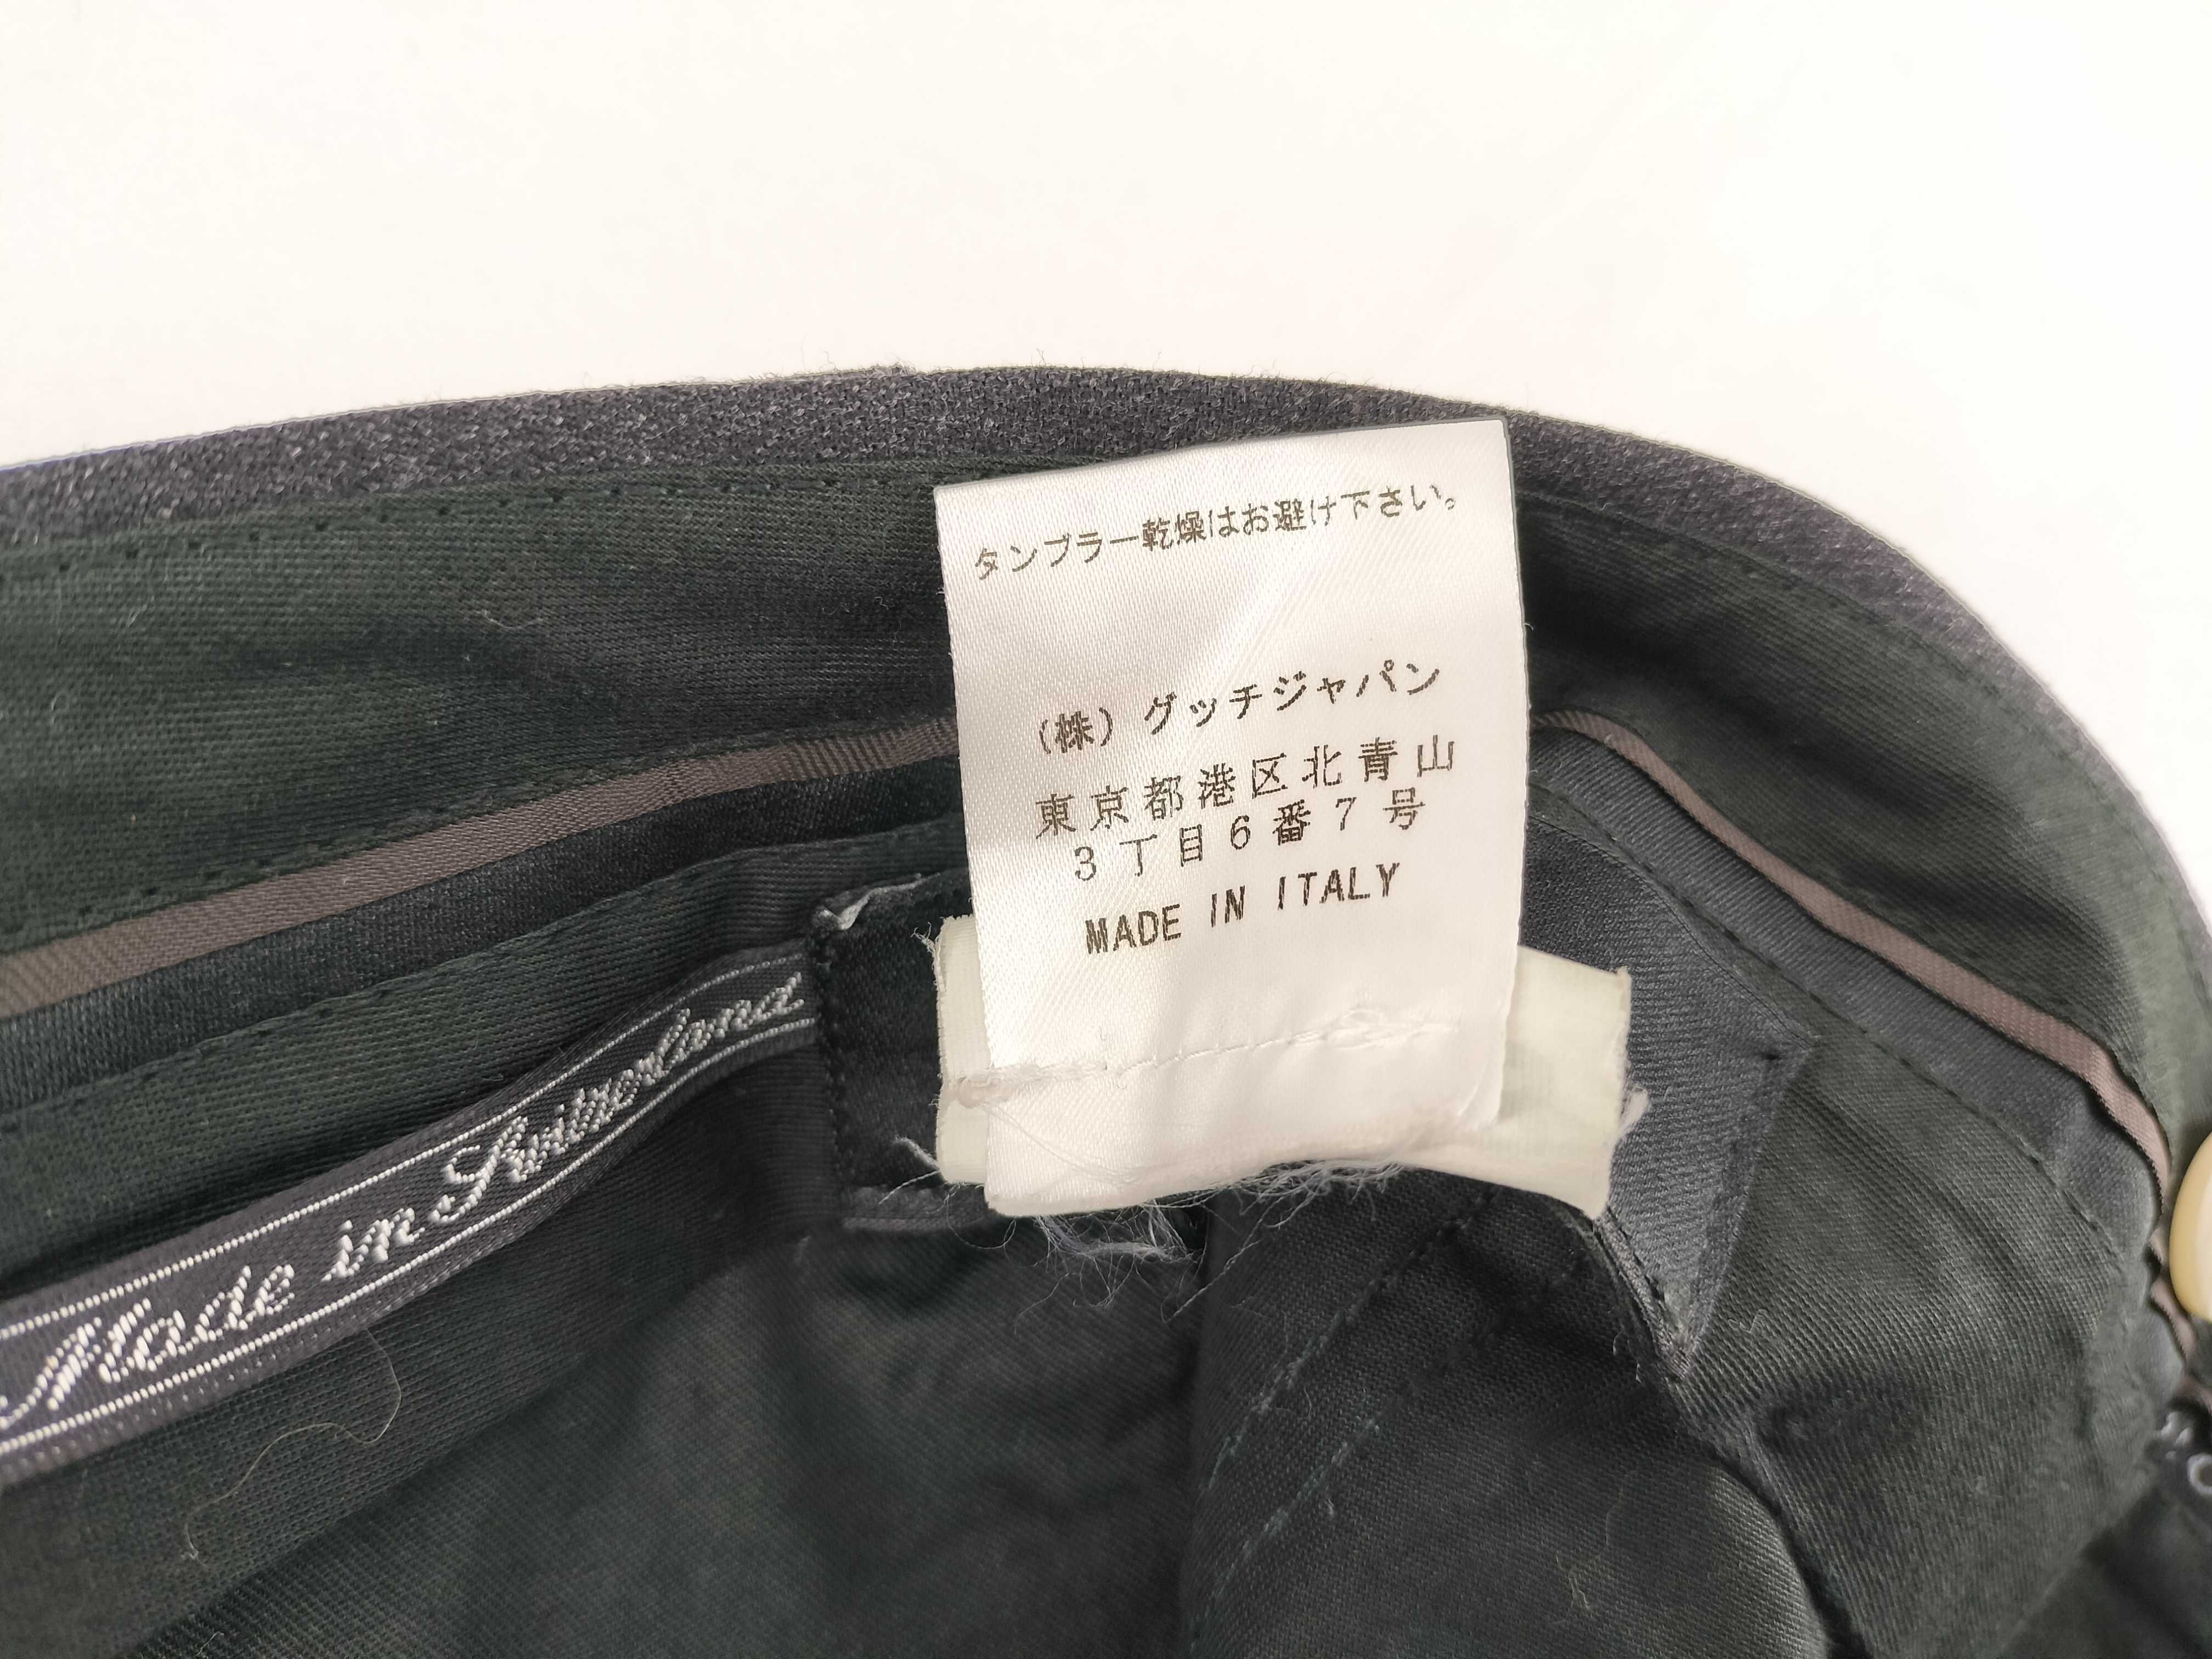 タンブラー乾燥はお避け下さい。
（株）グッチジャパン
東京都港区北青山
3丁目6番7号
MADE IN ITALY
Made in Switzerland